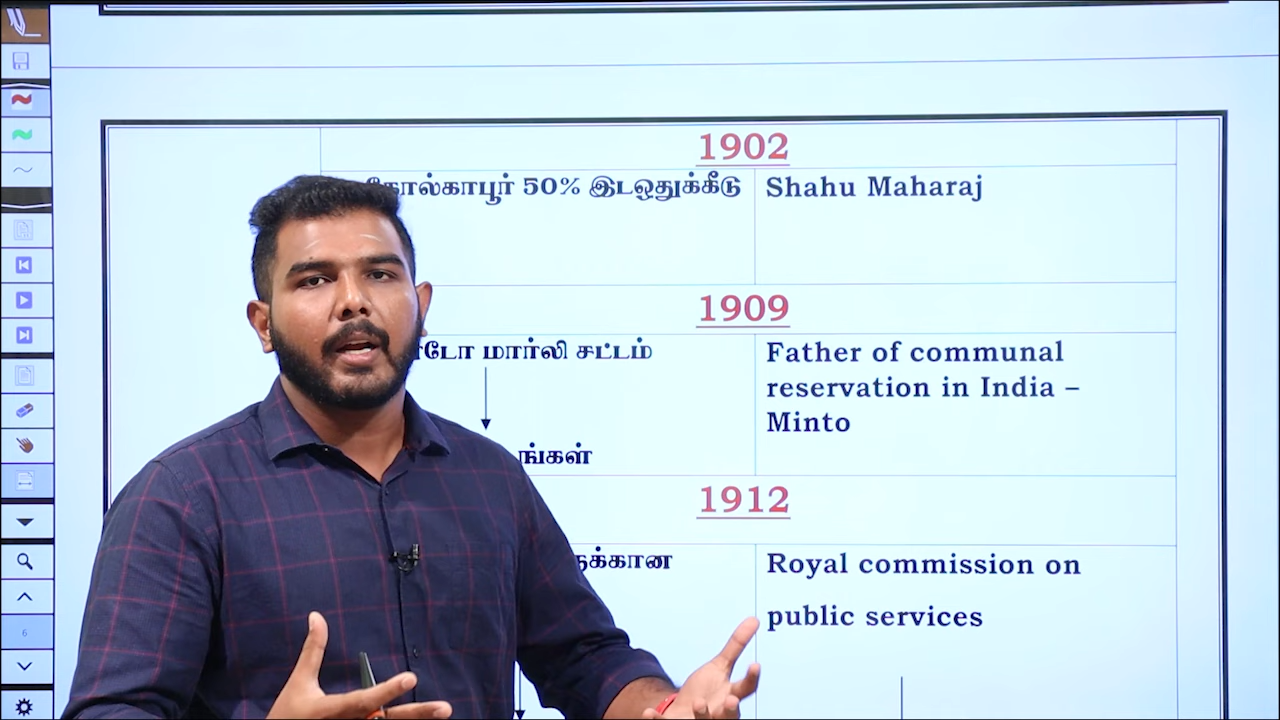 1902
50% இடஒதுக்கீடு
Shahu Maharaj
1909
மார்லி சட்டம்
Father of communal
reservation in India –
Minto
1912
Royal commission on
public services
6